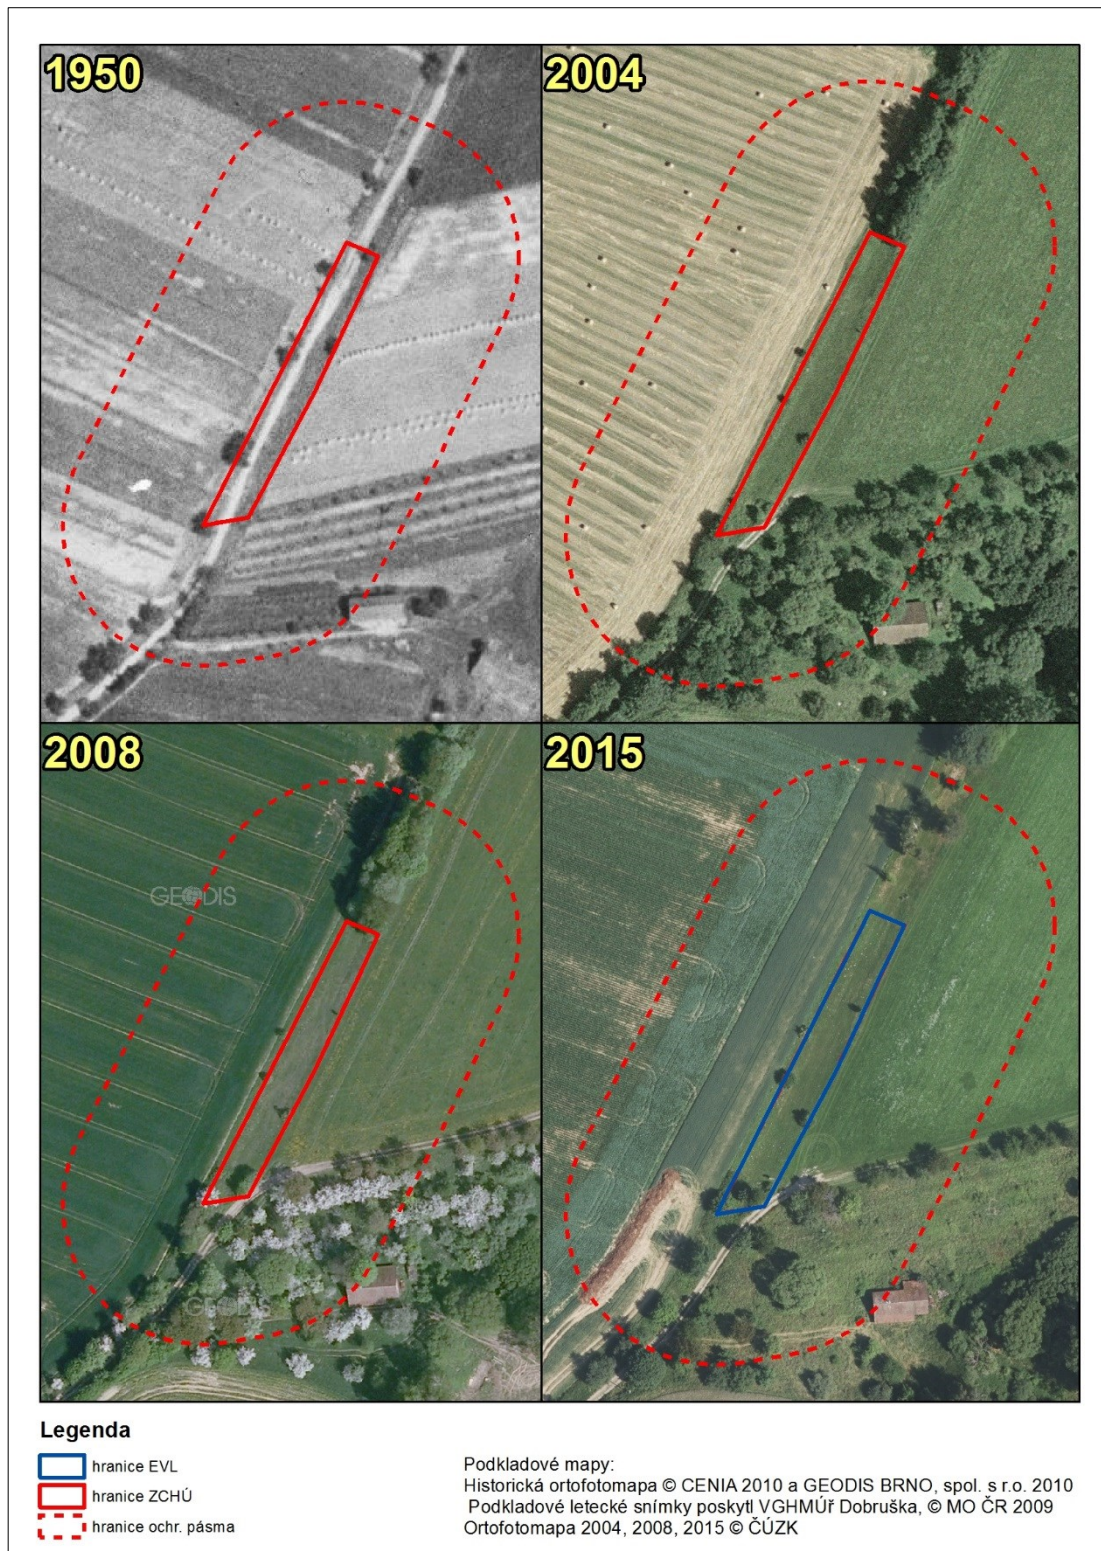 1950
2004
2008
2015
GEODIS
GEODIS
Legenda
hranice EVL
hranice ZCHÚ
hranice ochr. pásma
Podkladové mapy:
Historická ortofotomapa © CENIA 2010 a GEODIS BRNO, spol. s r.o. 2010
Podkladové letecké snímky poskytl VGHMÚř Dobruška, © MO ČR 2009
Ortofotomapa 2004, 2008, 2015 © ČÚZK